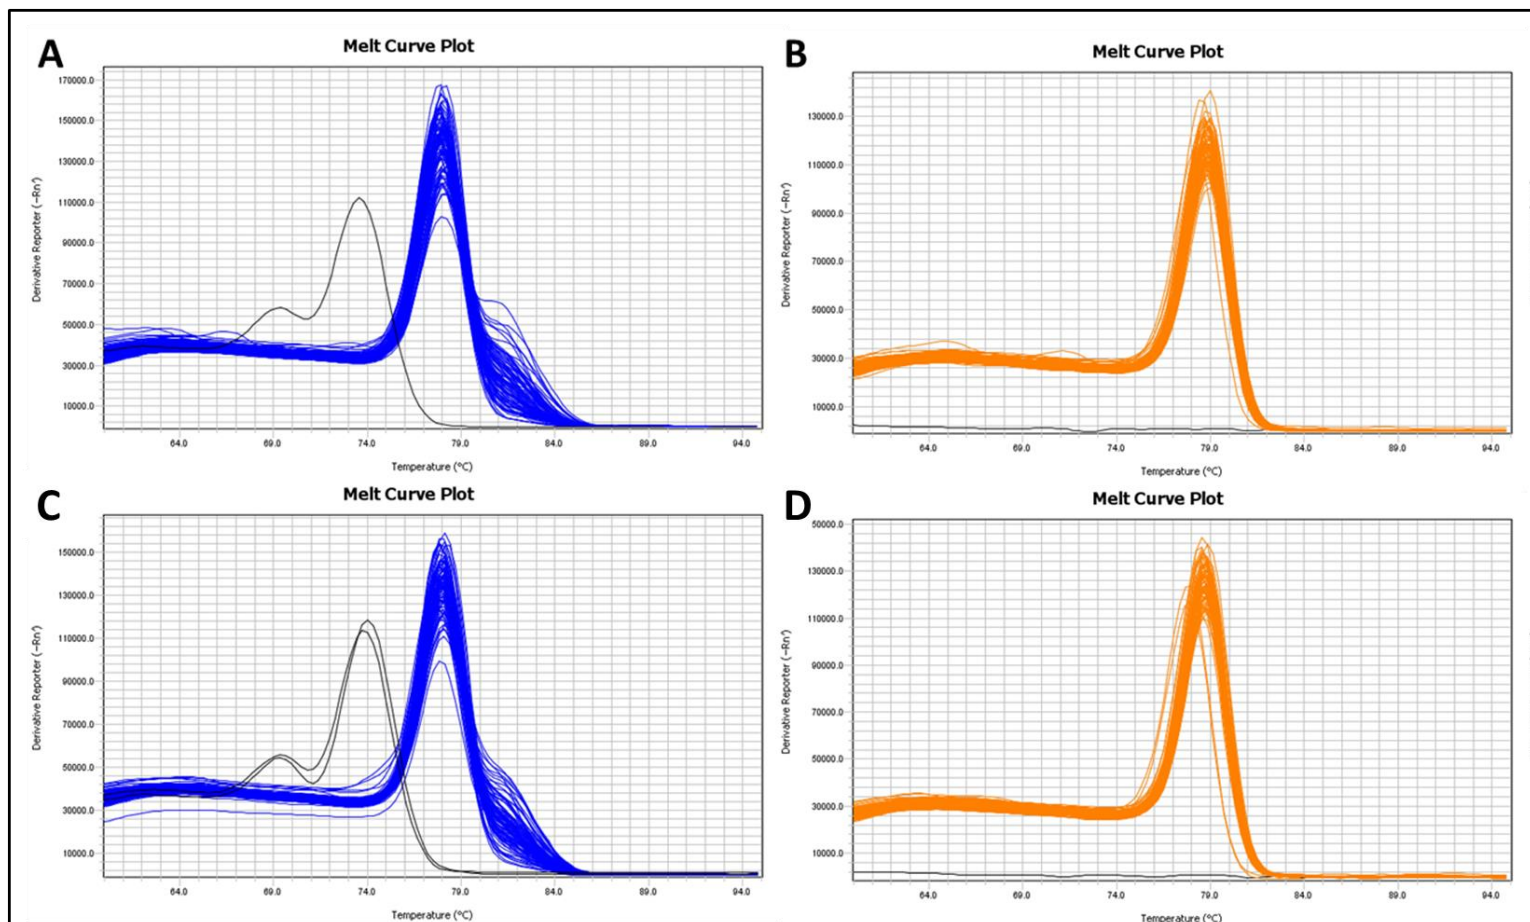 A
Melt Curve Plot
170000.0
150000.0
130000.0
110000.0
90000.0
70000.0
50000.0
30000.0
10000.0
Derivative Reporter (-Rn')
64.0 69.0 74.0 79.0 84.0 89.0 94.0
Temperature (°C)
B
Melt Curve Plot
130000.0
110000.0
90000.0
70000.0
50000.0
30000.0
10000.0
Derivative Reporter (-Rn')
64.0 69.0 74.0 79.0 84.0 89.0 94.0
Temperature (°C)
C
Melt Curve Plot
150000.0
130000.0
110000.0
90000.0
70000.0
50000.0
30000.0
10000.0
Derivative Reporter (-Rn')
64.0 69.0 74.0 79.0 84.0 89.0 94.0
Temperature (°C)
D
Melt Curve Plot
50000.0
130000.0
110000.0
90000.0
70000.0
50000.0
30000.0
10000.0
Derivative Reporter (-Rn')
64.0 69.0 74.0 79.0 84.0 89.0 94.0
Temperature (°C)